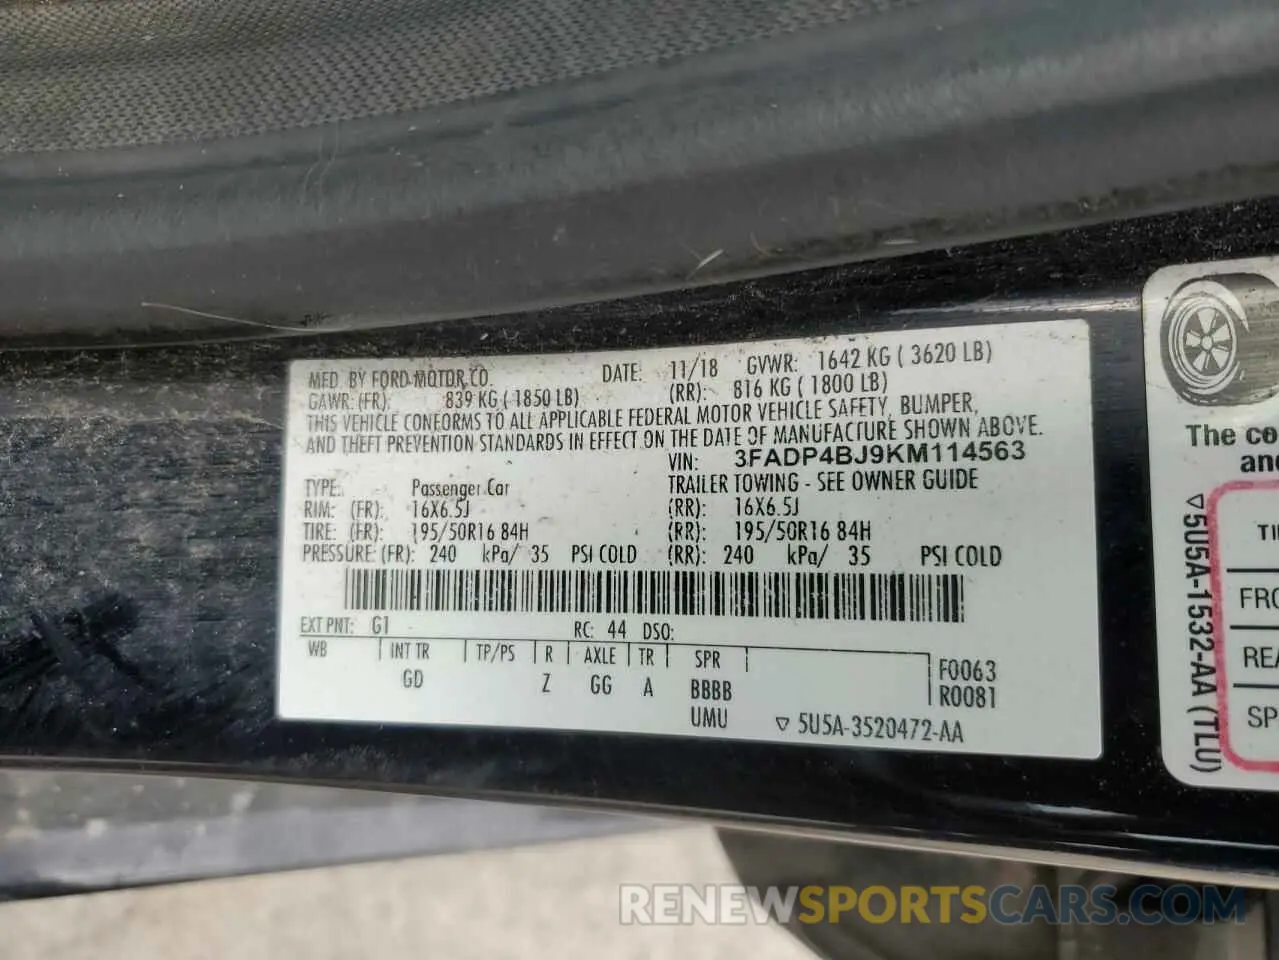 MFD. BY FORD MOTOR CO. DATE: 11/18 GVWR: 1642 KG ( 3620 LB)
GAWR: (FR): 839 KG ( 1850 LB) (RR): 816 KG ( 1800 LB)
THIS VEHICLE CONFORMS TO ALL APPLICABLE FEDERAL MOTOR VEHICLE SAFETY, BUMPER,
AND THEFT PREVENTION STANDARDS IN EFFECT ON THE DATE OF MANUFACTURE SHOWN ABOVE.
VIN: 3FADP4BJ9KM114563
TYPE: Passenger Car TRAILER TOWING - SEE OWNER GUIDE
RIM: (FR): 16X6.5J (RR): 16X6.5J
TIRE: (FR): 195/50R16 84H (RR): 195/50R16 84H
PRESSURE: (FR): 240 kPa/ 35 PSI COLD (RR): 240 kPa/ 35 PSI COLD
EXT PNT: G1 RC: 44 DSO:
WB INT TR TP/PS R AXLE TR SPR F0063
GD Z GG A BBBB R0081
UMU ▽ 5U5A-3520472-AA
The co
and
▽5U5A-1532-AA (TLU)
TI
FRO
REA
SP
RENEWSPORTSCARS.COM